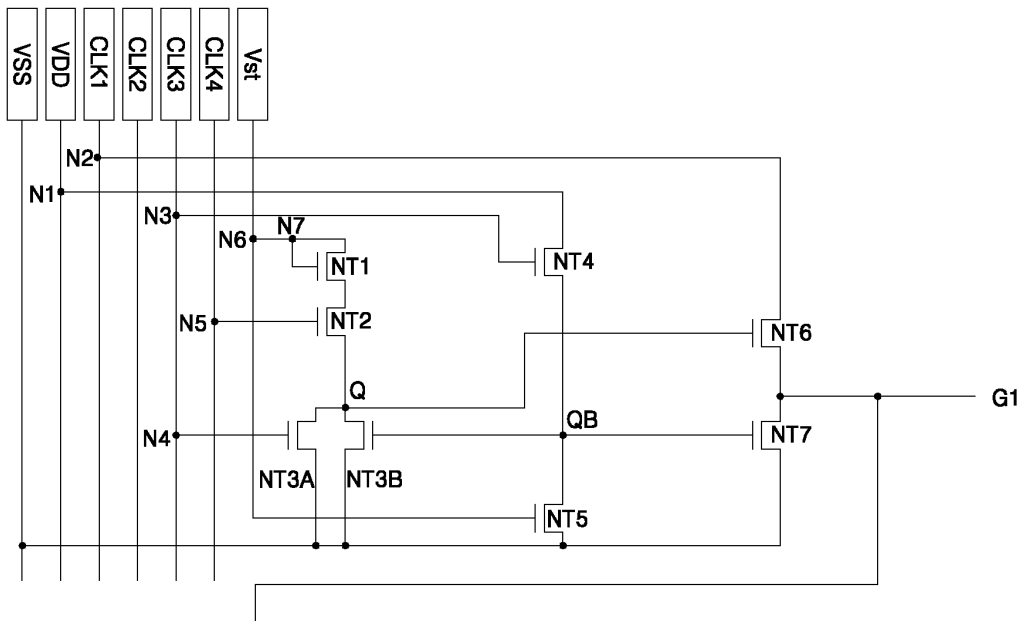 VSS
VDD
CLK1
CLK2
CLK3
CLK4
Vst
N2
N1
N3
N7
N6
NT1
NT4
N5
NT2
NT6
Q
G1
QB
N4
NT7
NT3A
NT3B
NT5